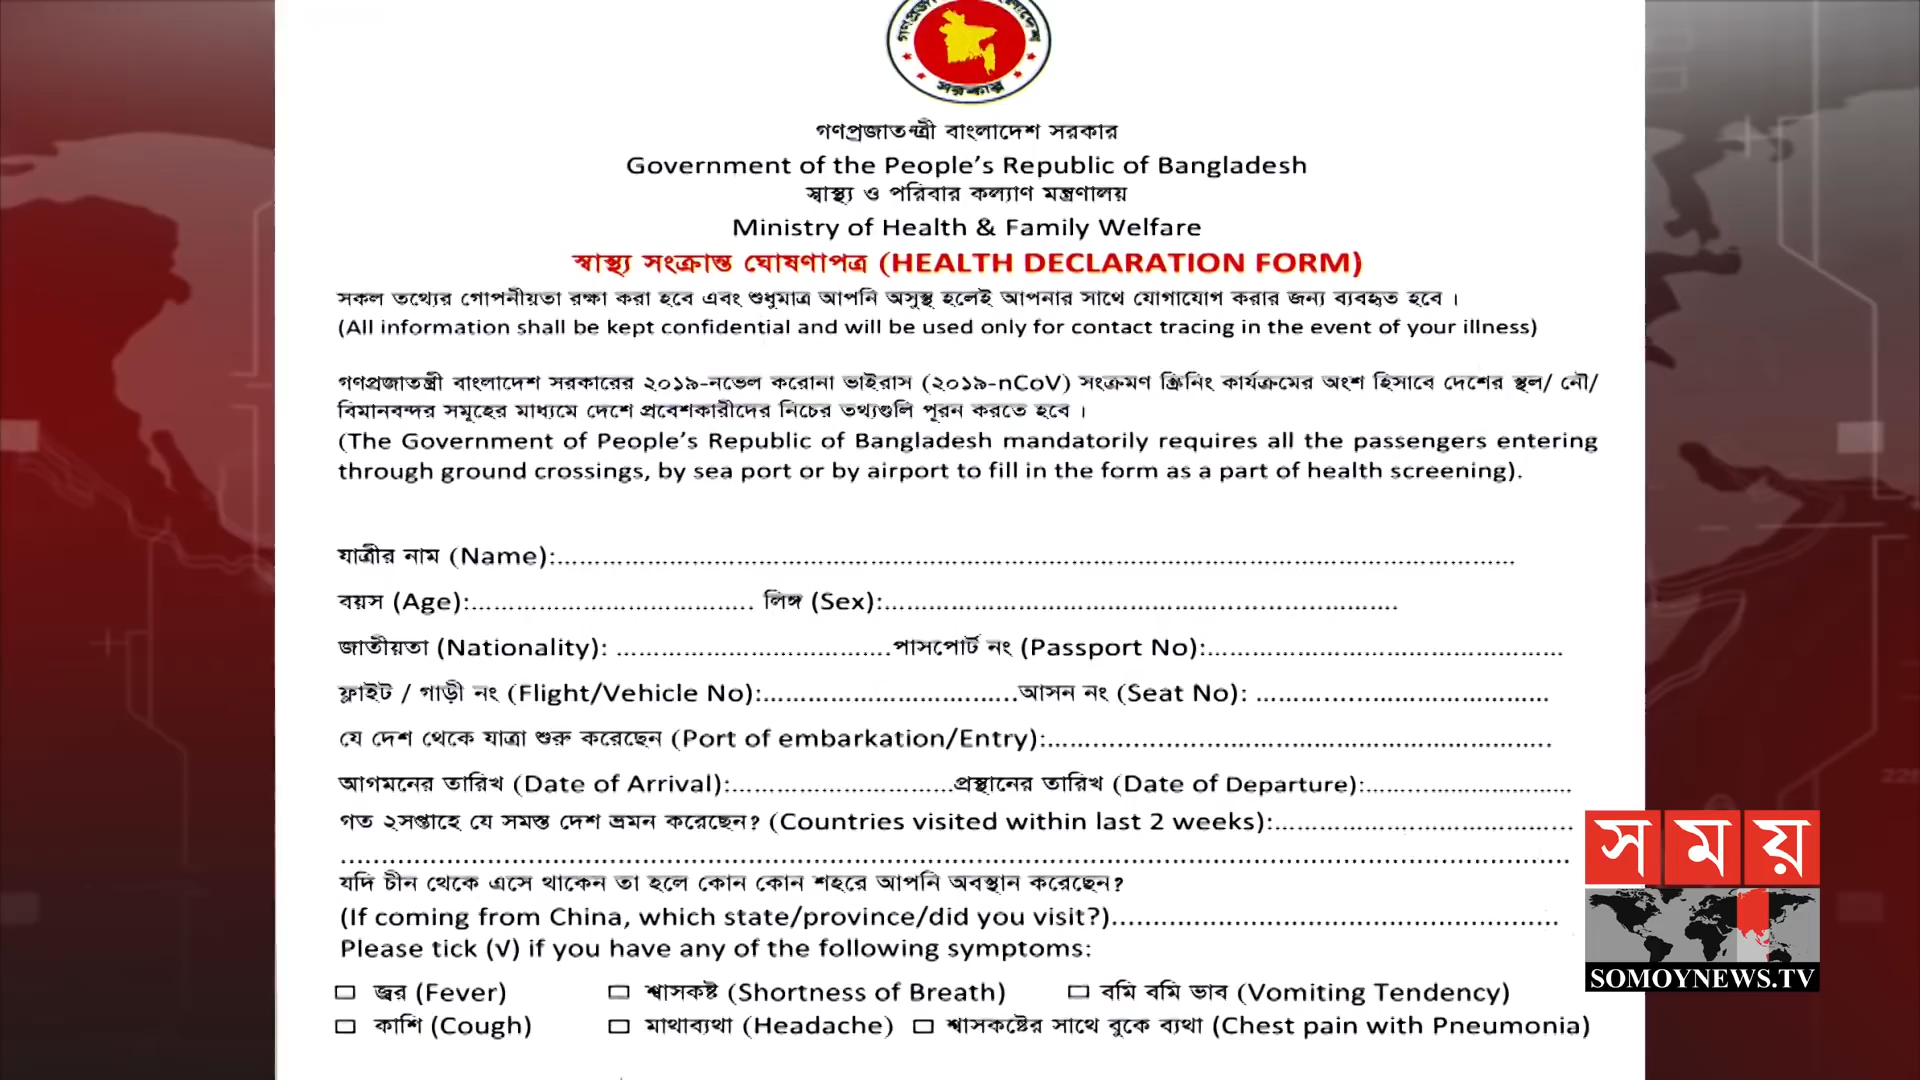 সরকার
গণপ্রজাতন্ত্রী বাংলাদেশ সরকার
Government of the People's Republic of Bangladesh
স্বাস্থ্য ও পরিবার কল্যাণ মন্ত্রণালয়
Ministry of Health & Family Welfare
স্বাস্থ্য সংক্রান্ত ঘোষণাপত্র (HEALTH DECLARATION FORM)
সকল তথ্যের গোপনীয়তা রক্ষা করা হবে এবং শুধুমাত্র আপনি অসুস্থ হলেই আপনার সাথে যোগাযোগ করার জন্য ব্যবহৃত হবে ।
(All information shall be kept confidential and will be used only for contact tracing in the event of your illness)
গণপ্রজাতন্ত্রী বাংলাদেশ সরকারের ২০১৯-নভেল করোনা ভাইরাস (২০১৯-nCoV) সংক্রমণ স্ক্রিনিং কার্যক্রমের অংশ হিসাবে দেশের স্থল/ নৌ/
বিমানবন্দর সমূহের মাধ্যমে দেশে প্রবেশকারীদের নিচের তথ্যগুলি পূরন করতে হবে ।
(The Government of People's Republic of Bangladesh mandatorily requires all the passengers entering
through ground crossings, by sea port or by airport to fill in the form as a part of health screening).
যাত্রীর নাম (Name):....................................
বয়স (Age):.................... লিঙ্গ (Sex):....................
জাতীয়তা (Nationality): ....................পাসপোর্ট নং (Passport No):....................
ফ্লাইট / গাড়ী নং (Flight/Vehicle No):....................আসন নং (Seat No): ....................
যে দেশ থেকে যাত্রা শুরু করেছেন (Port of embarkation/Entry):....................
আগমনের তারিখ (Date of Arrival):....................প্রস্থানের তারিখ (Date of Departure):....................
গত ২সপ্তাহে যে সমস্ত দেশ ভ্রমন করেছেন? (Countries visited within last 2 weeks):....................
যদি চীন থেকে এসে থাকেন তা হলে কোন কোন শহরে আপনি অবস্থান করেছেন?
(If coming from China, which state/province/did you visit?)....................
Please tick (√) if you have any of the following symptoms:
জ্বর (Fever) শ্বাসকষ্ট (Shortness of Breath) বমি বমি ভাব (Vomiting Tendency)
কাশি (Cough) মাথাব্যথা (Headache) শ্বাসকষ্টের সাথে বুকে ব্যথা (Chest pain with Pneumonia)
সময়
SOMOYNEWS.TV